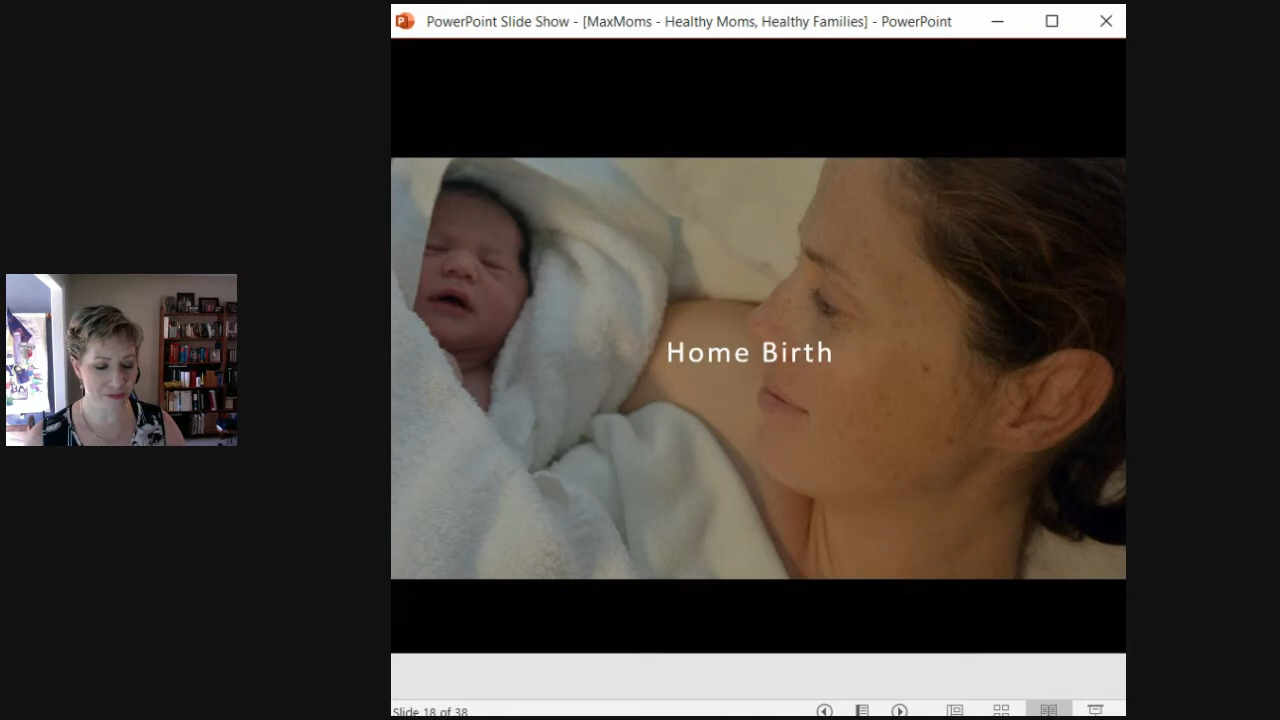 PowerPoint Slide Show - [MaxMoms - Healthy Moms, Healthy Families] - PowerPoint
Home Birth
Slide 18 of 38